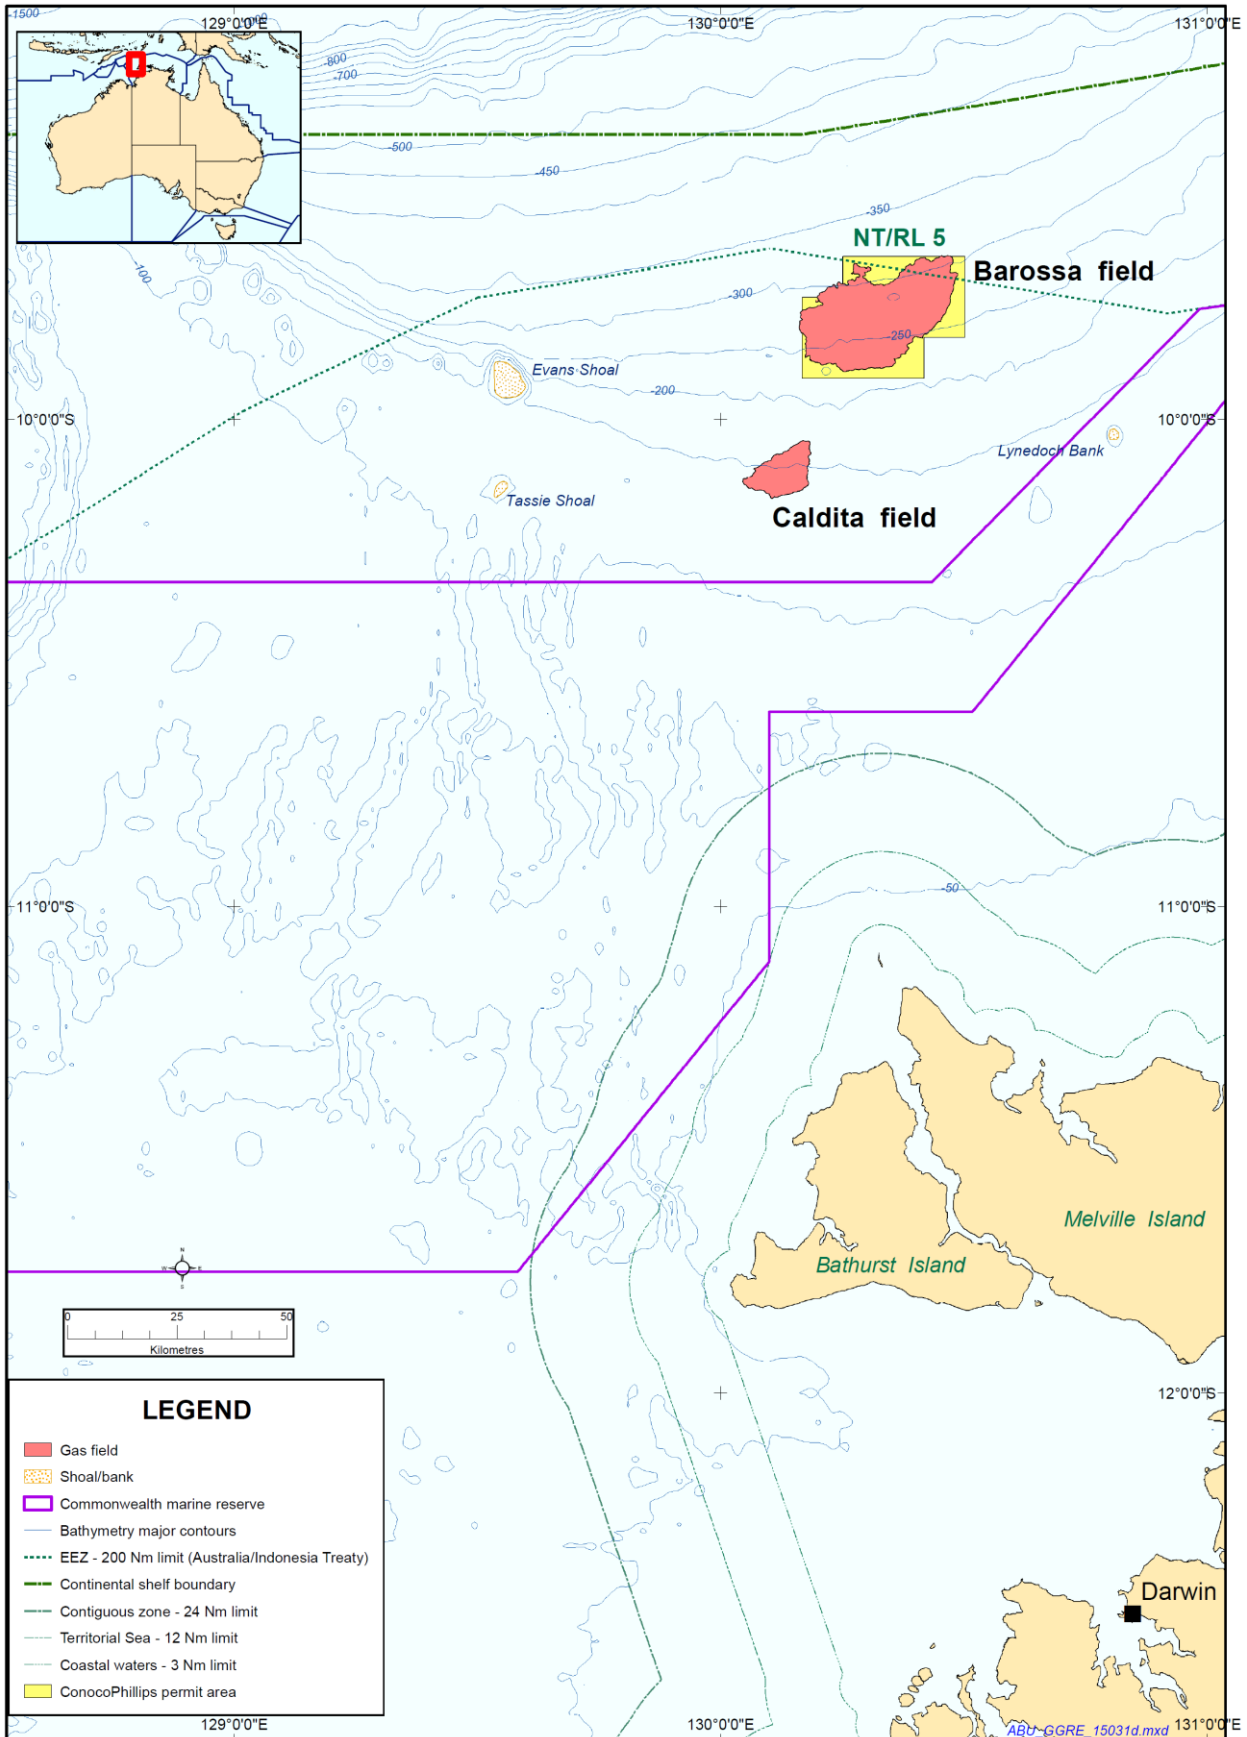 -1500
129°0'0"E
130°0'0"E
131°0'0"E
-800
-700
-500
-450
-350
-100
NT/RL 5
Barossa field
-300
-250
Evans Shoal
-200
10°0'0"S
10°0'0"S
Lynedoch Bank
Tassie Shoal
Caldita field
-50
11°0'0"S
11°0'0"S
Melville Island
Bathurst Island
N
W E
S
0 25 50
Kilometres
12°0'0"S
LEGEND
Gas field
Shoal/bank
Commonwealth marine reserve
Bathymetry major contours
EEZ - 200 Nm limit (Australia/Indonesia Treaty)
Continental shelf boundary
Contiguous zone - 24 Nm limit
Territorial Sea - 12 Nm limit
Coastal waters - 3 Nm limit
ConocoPhillips permit area
Darwin
129°0'0"E
130°0'0"E
ABU_GGRE_15031d.mxd
131°0'0"E